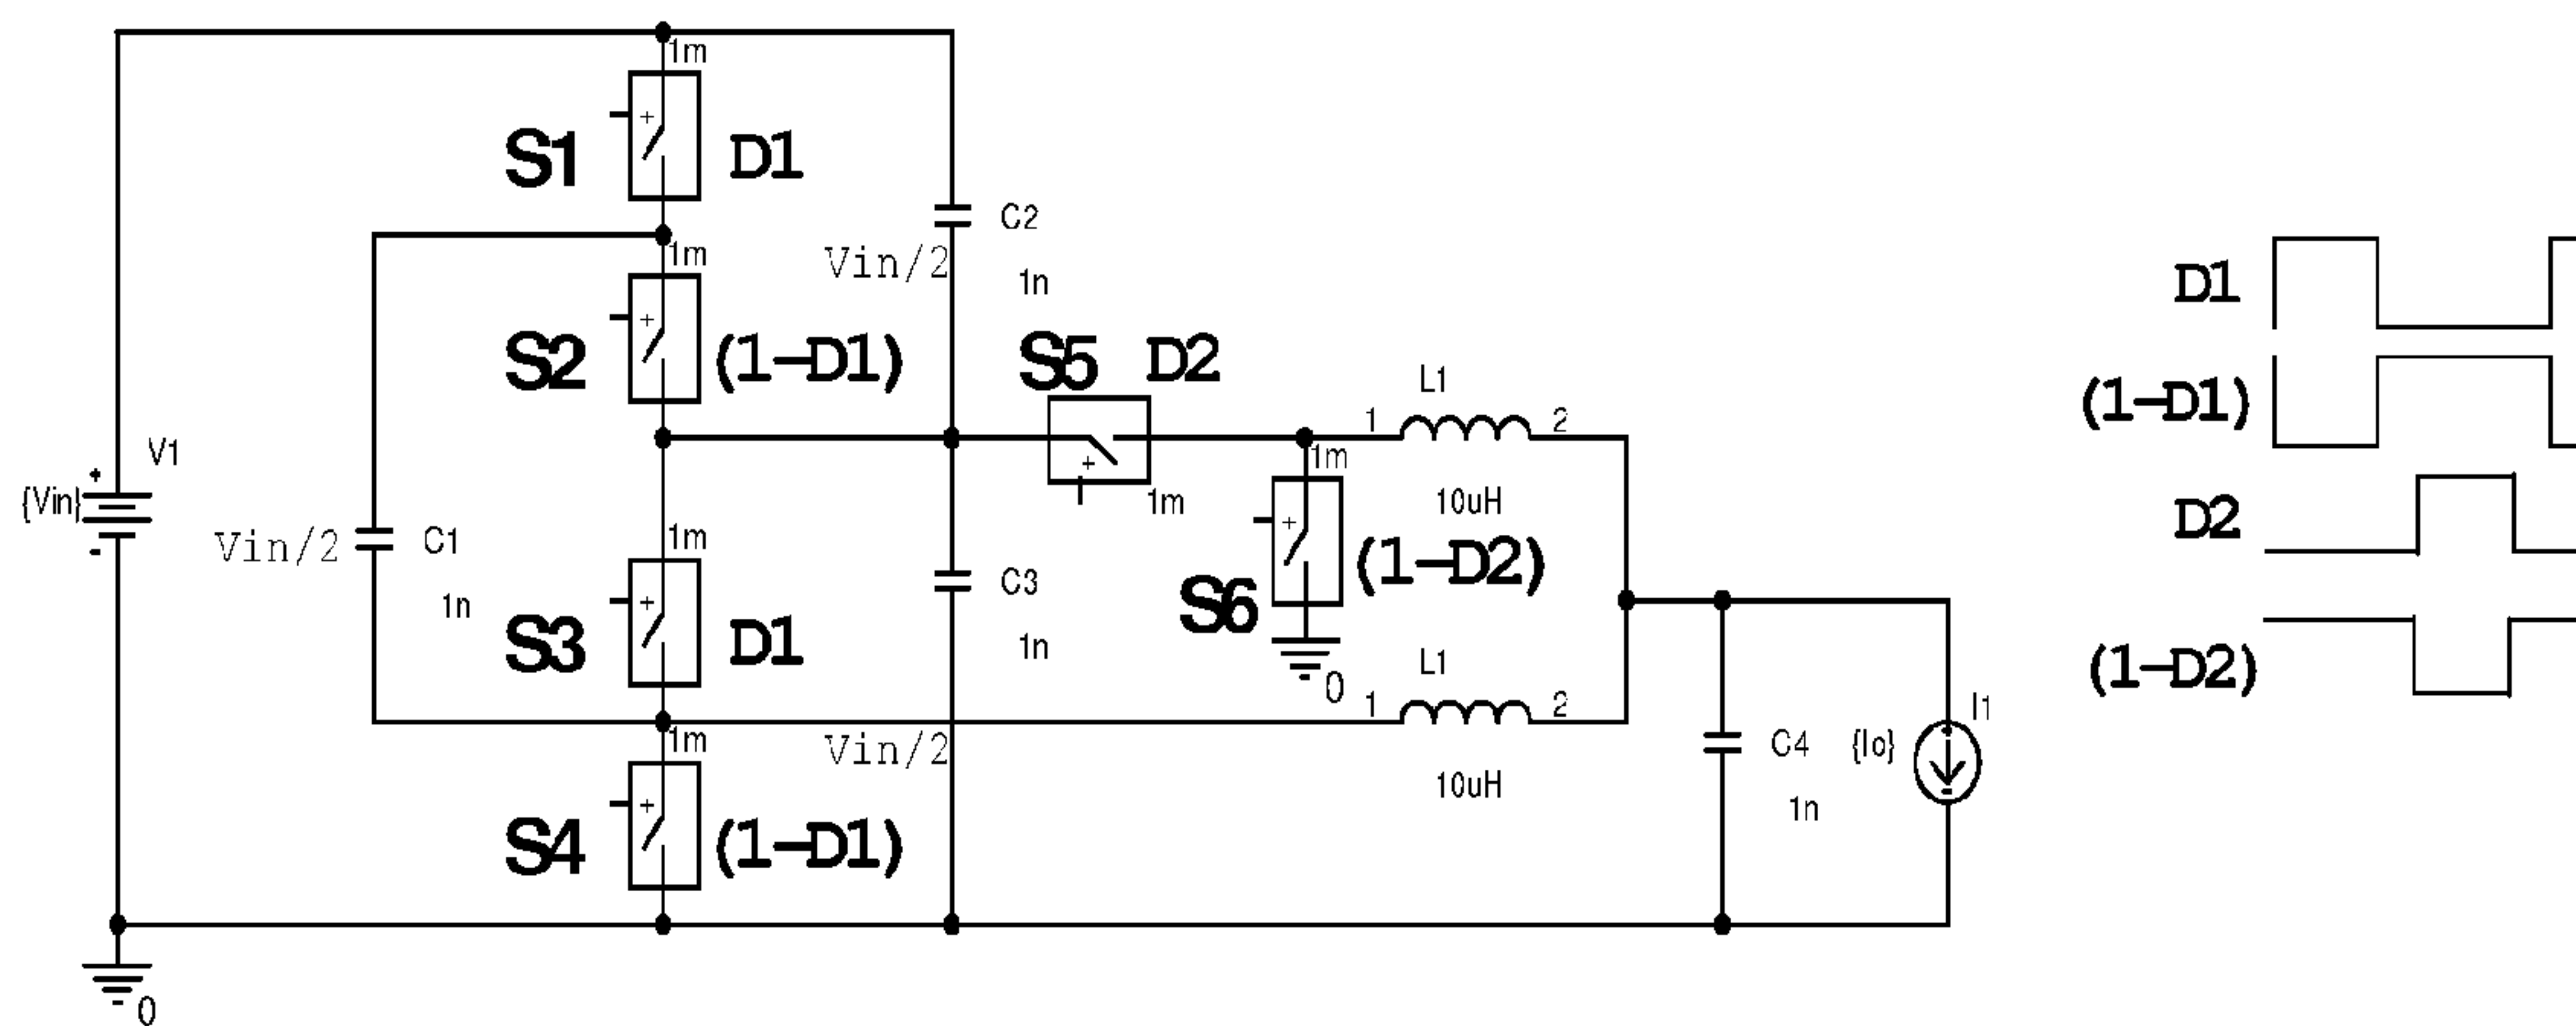 1m
S1 D1
1m
C2
Vin/2
1n
D1
S2 (1-D1)
S5 D2
L1
(1-D1)
1 2
V1
+
{Vin}
-
1m
1m
10uH
D2
Vin/2 C1
1m
(1-D2)
C3
1n
S6
S3 D1
1n
0
L1
(1-D2)
1 2
I1
1m
Vin/2
C4 {Io}
10uH
1n
S4 (1-D1)
0